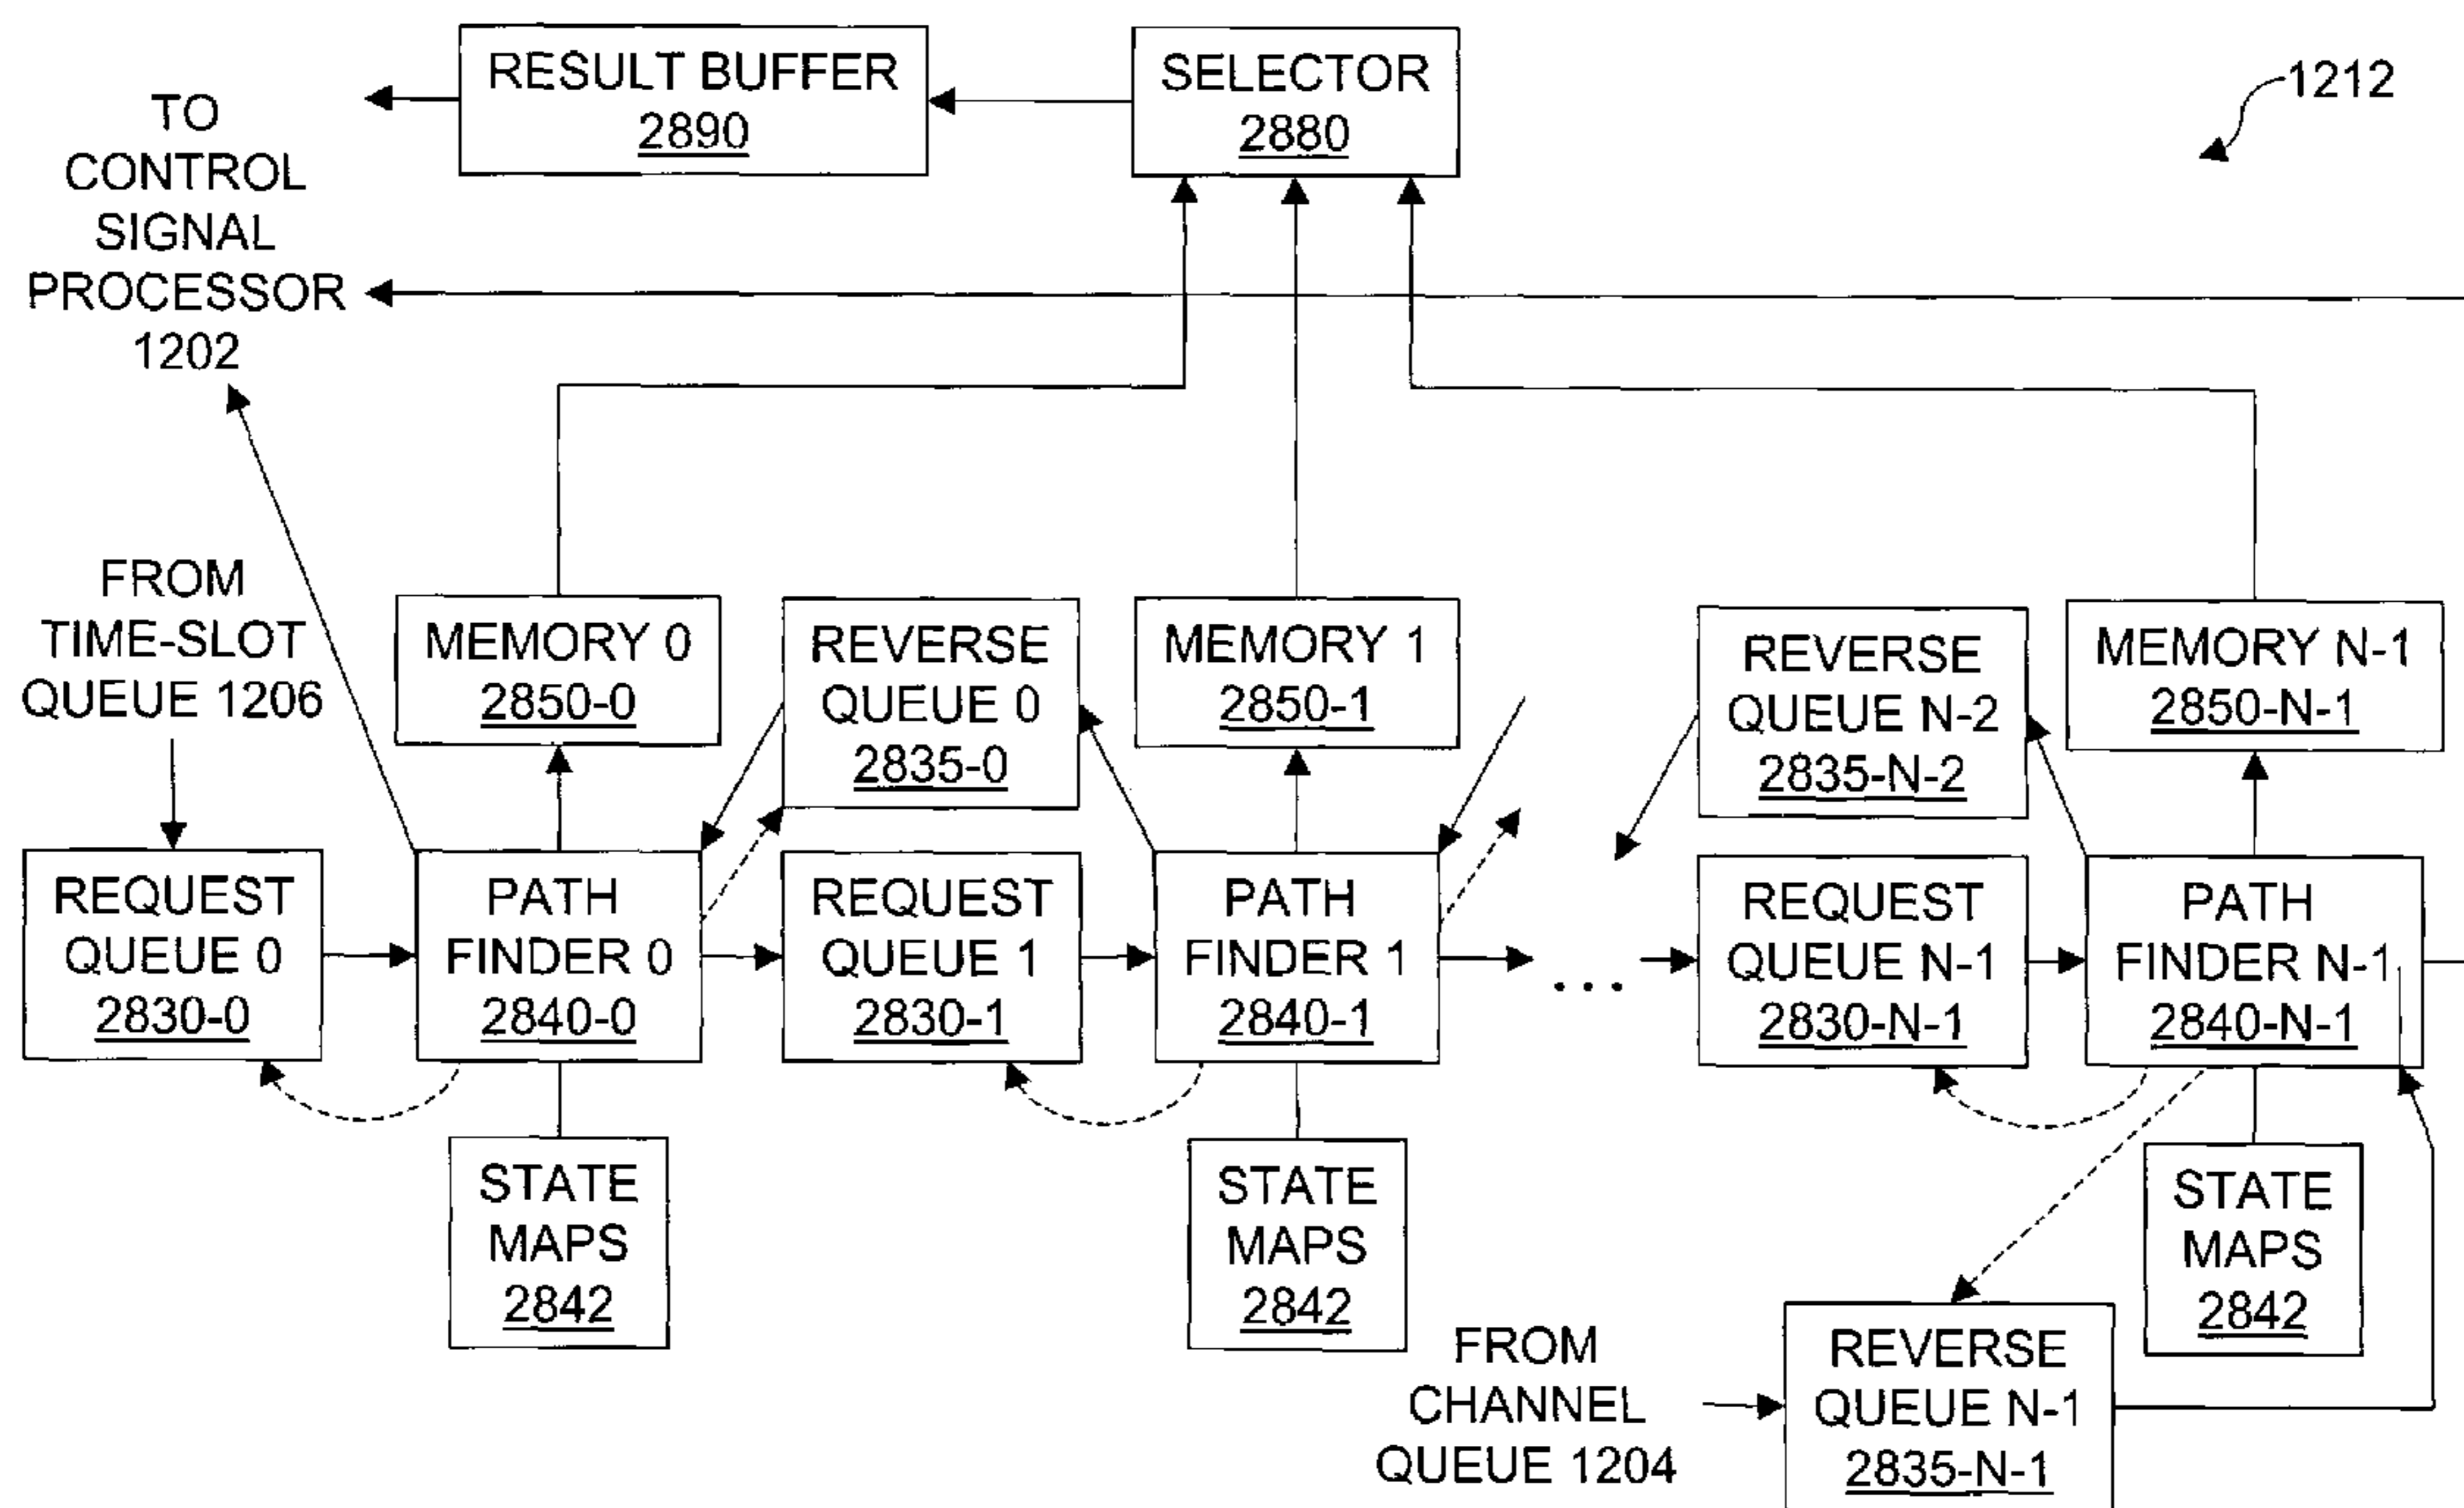 RESULT BUFFER
2890
SELECTOR
2880
1212
TO
CONTROL
SIGNAL
PROCESSOR
1202
FROM
TIME-SLOT
QUEUE 1206
MEMORY 0
2850-0
REVERSE
QUEUE 0
2835-0
MEMORY 1
2850-1
REVERSE
QUEUE N-2
2835-N-2
MEMORY N-1
2850-N-1
REQUEST
QUEUE 0
2830-0
PATH
FINDER 0
2840-0
REQUEST
QUEUE 1
2830-1
PATH
FINDER 1
2840-1
...
REQUEST
QUEUE N-1
2830-N-1
PATH
FINDER N-1
2840-N-1
STATE
MAPS
2842
STATE
MAPS
2842
STATE
MAPS
2842
FROM
CHANNEL
QUEUE 1204
REVERSE
QUEUE N-1
2835-N-1